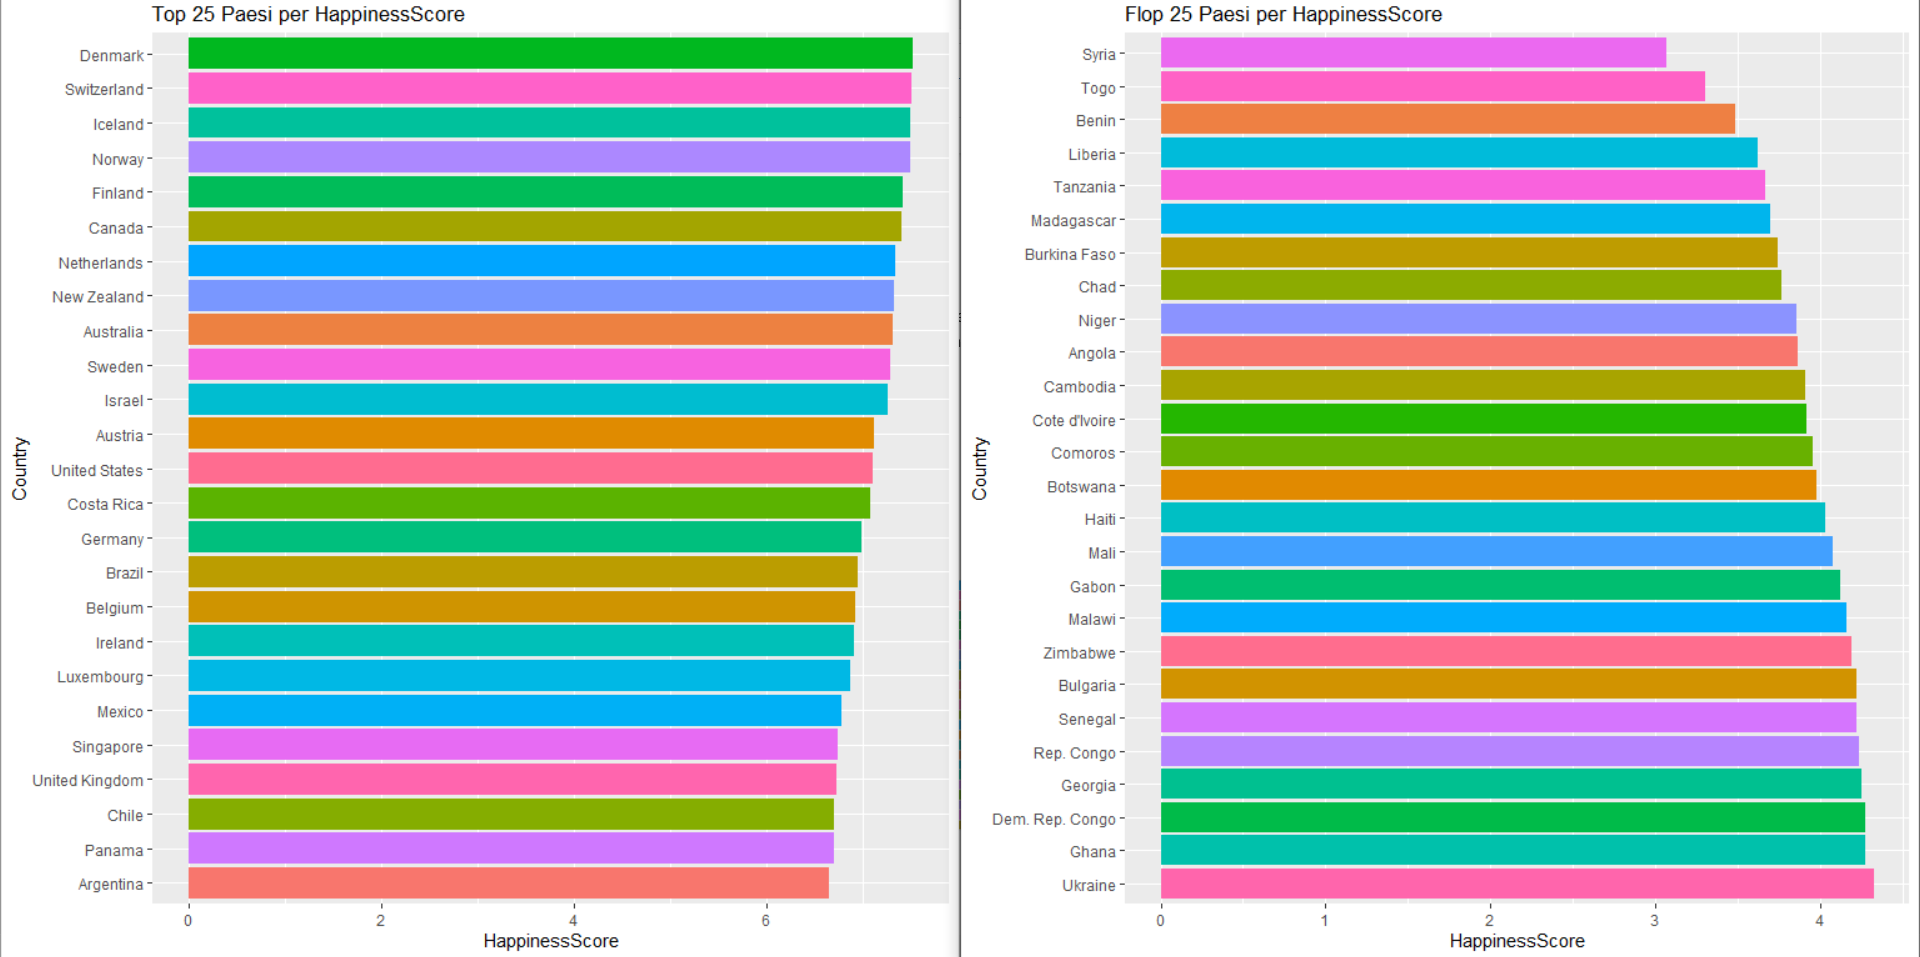 Top 25 Paesi per HappinessScore
Country
Denmark
Switzerland
Iceland
Norway
Finland
Canada
Netherlands
New Zealand
Australia
Sweden
Israel
Austria
United States
Costa Rica
Germany
Brazil
Belgium
Ireland
Luxembourg
Mexico
Singapore
United Kingdom
Chile
Panama
Argentina
0 2 4 6
HappinessScore
Flop 25 Paesi per HappinessScore
Country
Syria
Togo
Benin
Liberia
Tanzania
Madagascar
Burkina Faso
Chad
Niger
Angola
Cambodia
Cote d'Ivoire
Comoros
Botswana
Haiti
Mali
Gabon
Malawi
Zimbabwe
Bulgaria
Senegal
Rep. Congo
Georgia
Dem. Rep. Congo
Ghana
Ukraine
0 1 2 3 4
HappinessScore